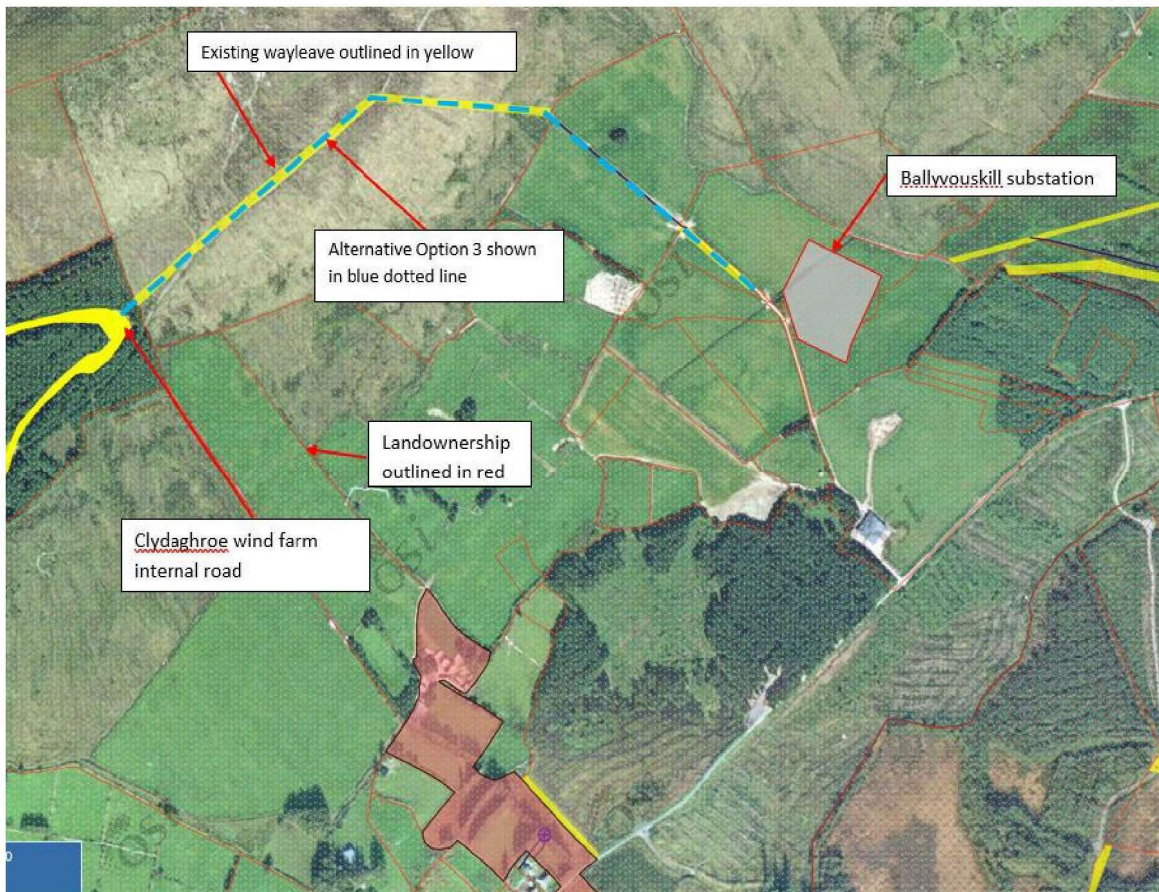 Existing wayleave outlined in yellow
Ballyvouskill substation
Alternative Option 3 shown
in blue dotted line
Landownership
outlined in red
Clydaghroe wind farm
internal road